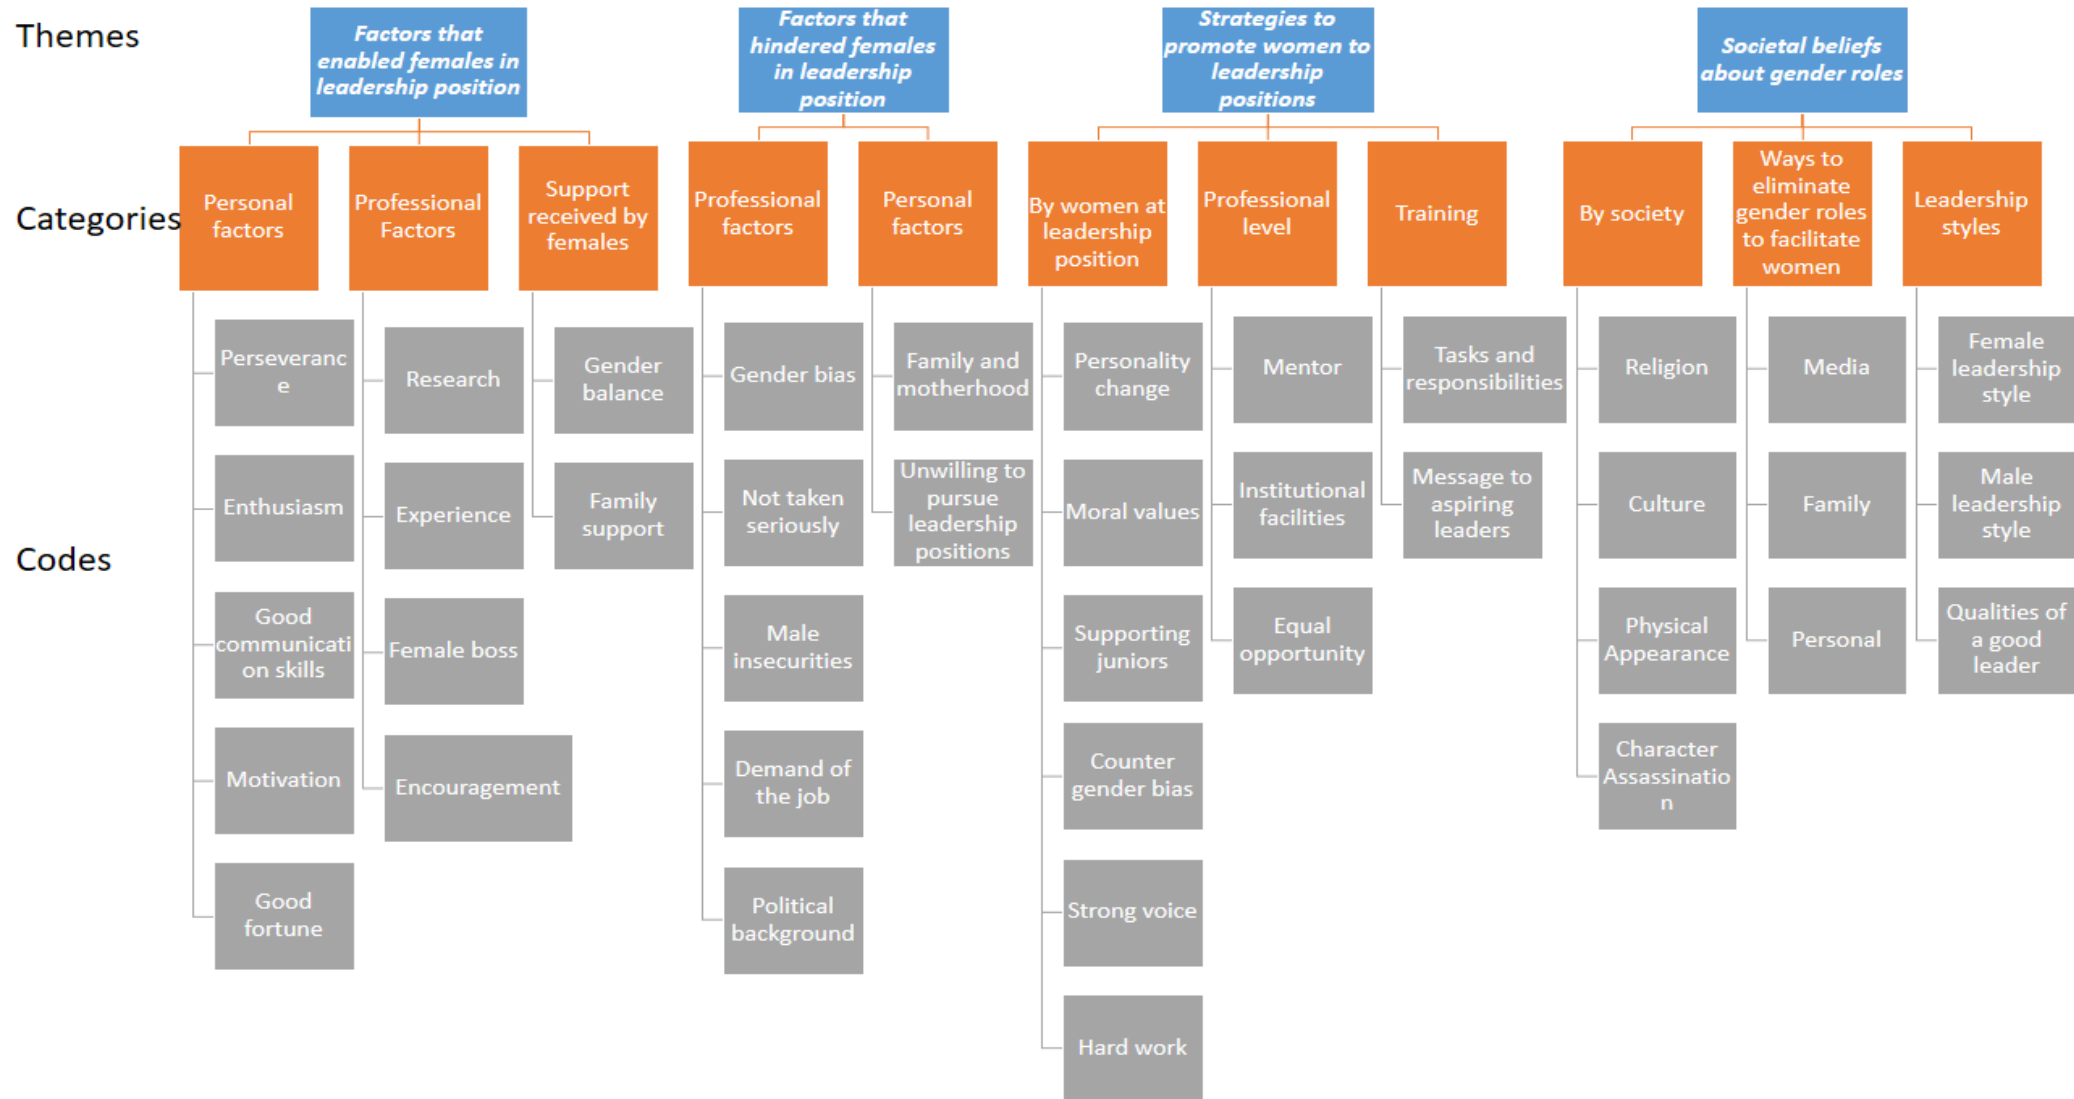 Themes
Factors that
enabled females in
leadership position
Factors that
hindered females
in leadership
position
Strategies to
promote women to
leadership
positions
Societal beliefs
about gender roles
Categories
Personal
factors
Professional
Factors
Support
received by
females
Professional
factors
Personal
factors
By women at
leadership
position
Professional
level
Training
By society
Ways to
eliminate
gender roles
to facilitate
women
Leadership
styles
Codes
Perseveranc
e
Enthusiasm
Good
communicati
on skills
Motivation
Good
fortune
Research
Experience
Female boss
Encouragement
Gender
balance
Family
support
Gender bias
Not taken
seriously
Male
insecurities
Demand of
the job
Political
background
Family and
motherhood
Unwilling to
pursue
leadership
positions
Personality
change
Moral values
Supporting
juniors
Counter
gender bias
Strong voice
Hard work
Mentor
Institutional
facilities
Equal
opportunity
Tasks and
responsibilities
Message to
aspiring
leaders
Religion
Culture
Physical
Appearance
Character
Assassinatio
n
Media
Family
Personal
Female
leadership
style
Male
leadership
style
Qualities of
a good
leader